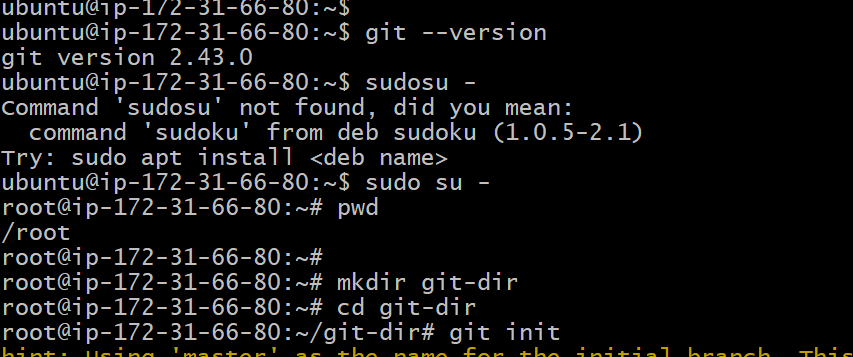 ubuntu@ip-172-31-66-80:~$
ubuntu@ip-172-31-66-80:~$ git --version
git version 2.43.0
ubuntu@ip-172-31-66-80:~$ sudosu -
Command 'sudosu' not found, did you mean:
  command 'sudoku' from deb sudoku (1.0.5-2.1)
Try: sudo apt install <deb name>
ubuntu@ip-172-31-66-80:~$ sudo su -
root@ip-172-31-66-80:~# pwd
/root
root@ip-172-31-66-80:~#
root@ip-172-31-66-80:~# mkdir git-dir
root@ip-172-31-66-80:~# cd git-dir
root@ip-172-31-66-80:~/git-dir# git init
hint: Using 'master' as the name for the initial branch. This